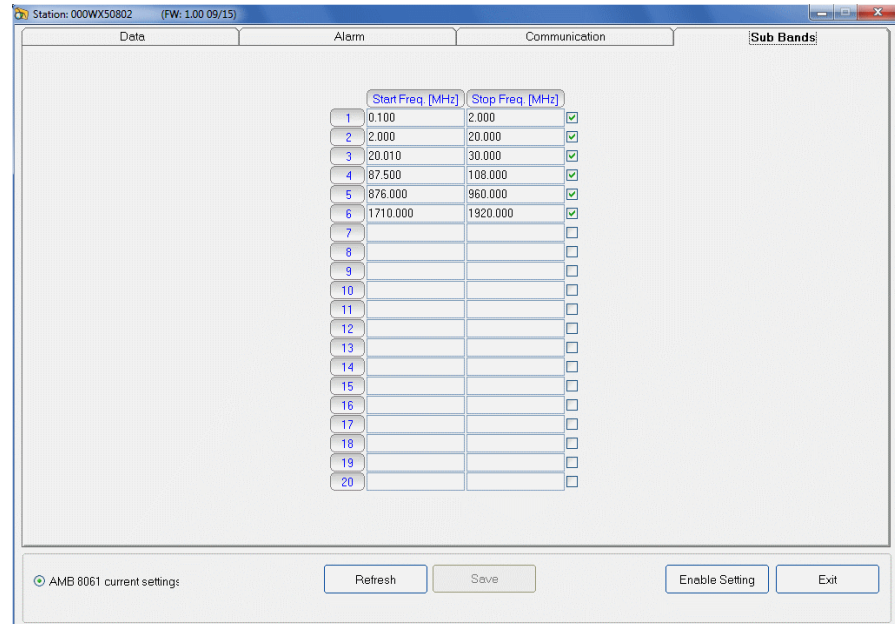 Station: 000WX50802 (FW: 1.00 09/15)
Data Alarm Communication Sub Bands
Start Freq. [MHz] Stop Freq. [MHz]
1 0.100 2.000
2 2.000 20.000
3 20.010 30.000
4 87.500 108.000
5 876.000 960.000
6 1710.000 1920.000
7
8
9
10
11
12
13
14
15
16
17
18
19
20
AMB 8061 current settings
Refresh Save Enable Setting Exit